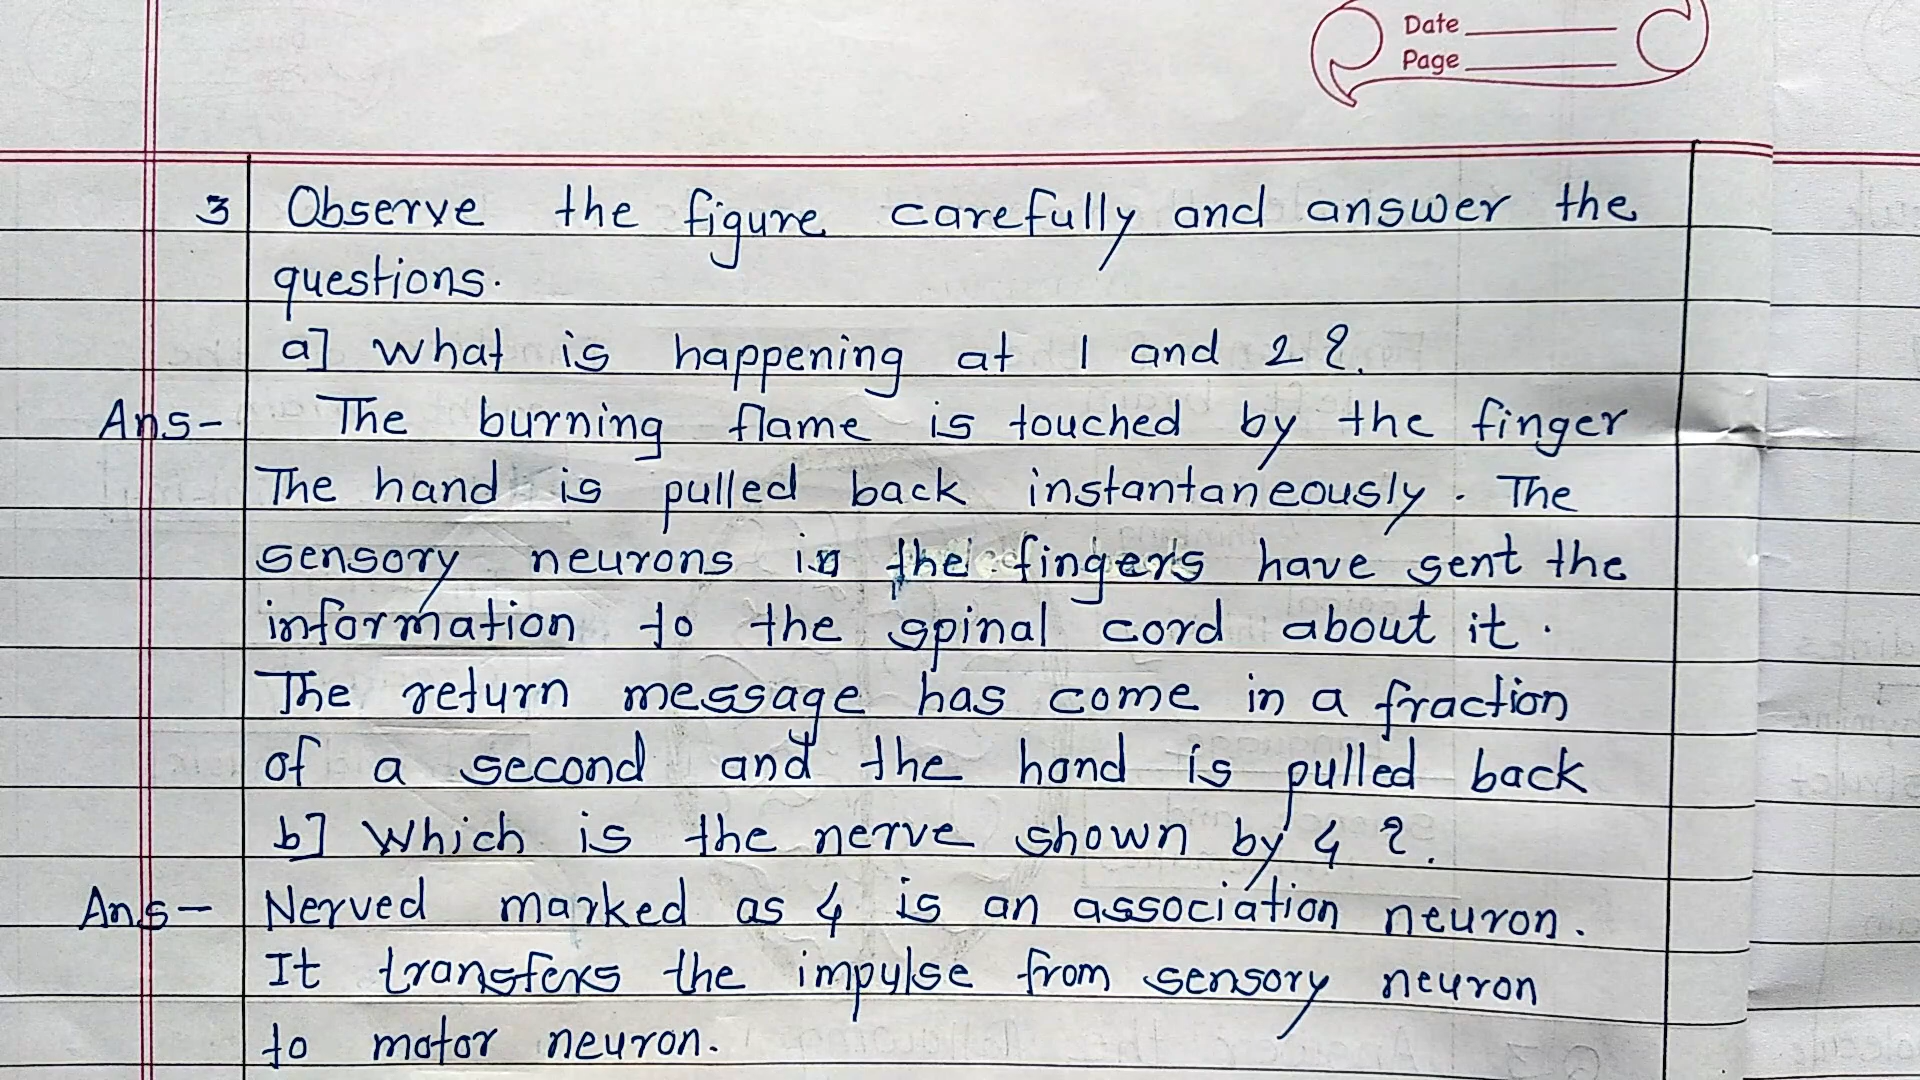 Date
Page
3 Observe the figure carefully and answer the
questions.
a] What is happening at 1 and 2?.
Ans- The burning flame is touched by the finger
The hand is pulled back instantaneously. The
sensory neurons in the fingers have sent the
information to the spinal cord about it.
The return message has come in a fraction
of a second and the hand is pulled back
b] Which is the nerve shown by 4 ?.
Ans- Nerved marked as 4 is an association neuron.
It transfers the impulse from sensory neuron
to motor neuron.